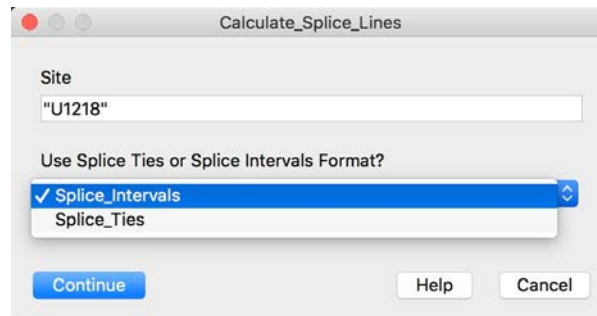 Calculate_Splice_Lines
Site
"U1218"
Use Splice Ties or Splice Intervals Format?
✓ Splice_Intervals
Splice_Ties
Continue
Help
Cancel